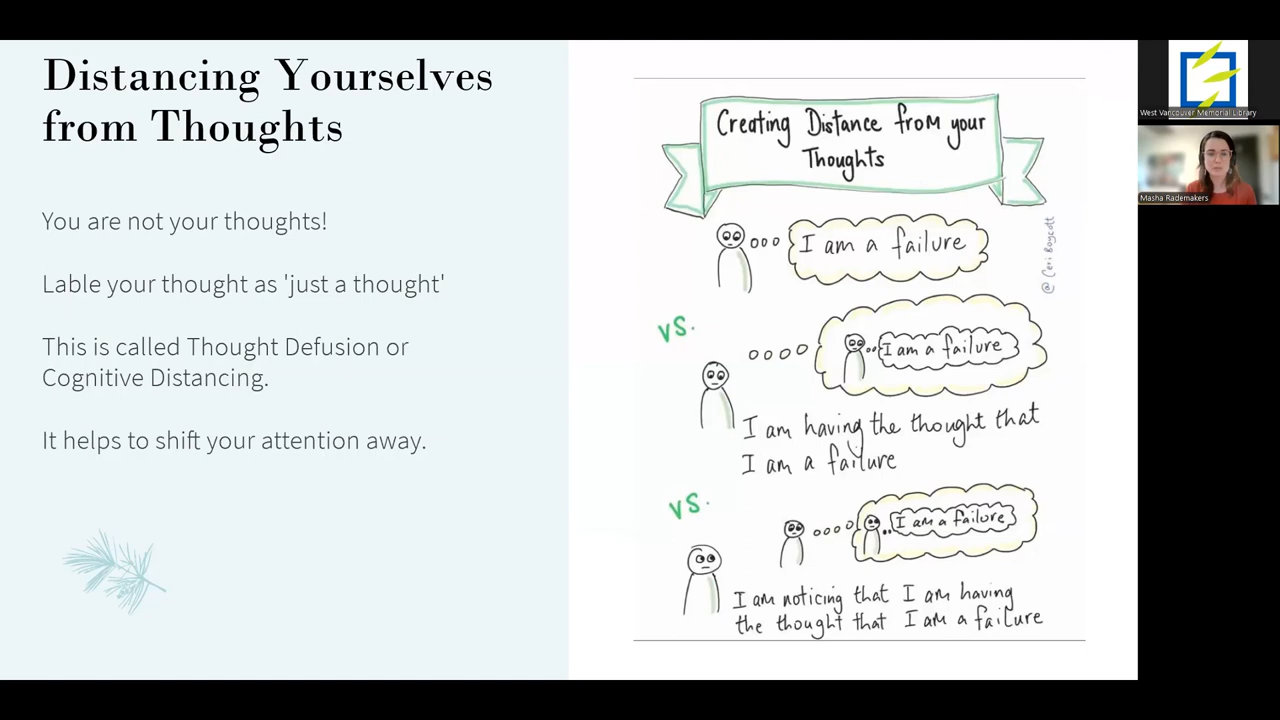 Distancing Yourselves
from Thoughts
You are not your thoughts!
Lable your thought as 'just a thought'
This is called Thought Defusion or
Cognitive Distancing.
It helps to shift your attention away.
Creating Distance from your
Thoughts
I am a failure
@ Ceri Boycott
vs.
I am a failure
I am having the thought that
I am a failure
vs.
I am a failure
I am noticing that I am having
the thought that I am a failure
West Vancouver Memorial Library
Masha Rademakers